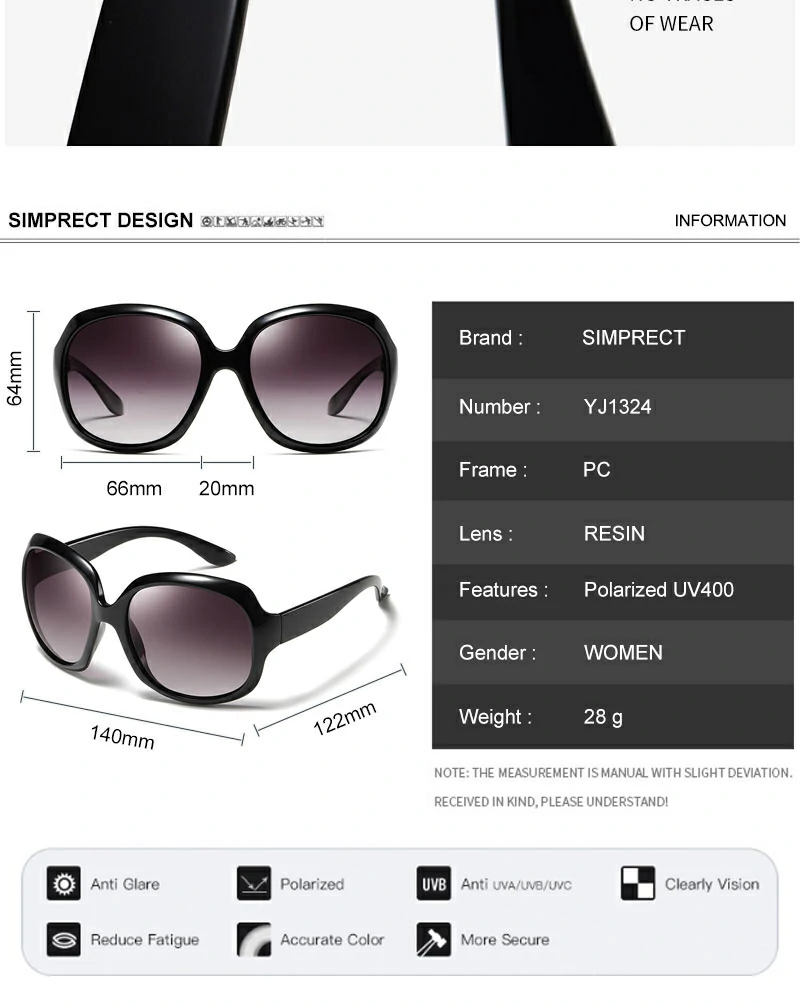 OF WEAR
SIMPRECT DESIGN
INFORMATION
64mm
66mm
20mm
140mm
122mm
Brand : SIMPRECT
Number : YJ1324
Frame : PC
Lens : RESIN
Features : Polarized UV400
Gender : WOMEN
Weight : 28 g
NOTE: THE MEASUREMENT IS MANUAL WITH SLIGHT DEVIATION.
RECEIVED IN KIND, PLEASE UNDERSTAND!
Anti Glare
Polarized
UVB Anti UVA/UVB/UVC
Clearly Vision
Reduce Fatigue
Accurate Color
More Secure